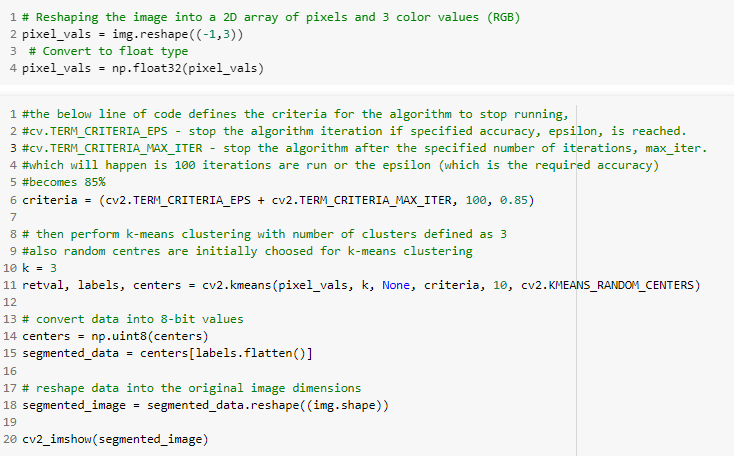 1 # Reshaping the image into a 2D array of pixels and 3 color values (RGB)
2 pixel_vals = img.reshape((-1,3))
3  # Convert to float type
4 pixel_vals = np.float32(pixel_vals)
1 #the below line of code defines the criteria for the algorithm to stop running,
2 #cv.TERM_CRITERIA_EPS - stop the algorithm iteration if specified accuracy, epsilon, is reached.
3 #cv.TERM_CRITERIA_MAX_ITER - stop the algorithm after the specified number of iterations, max_iter.
4 #which will happen is 100 iterations are run or the epsilon (which is the required accuracy)
5 #becomes 85%
6 criteria = (cv2.TERM_CRITERIA_EPS + cv2.TERM_CRITERIA_MAX_ITER, 100, 0.85)
7
8 # then perform k-means clustering with number of clusters defined as 3
9 #also random centres are initially choosed for k-means clustering
10 k = 3
11 retval, labels, centers = cv2.kmeans(pixel_vals, k, None, criteria, 10, cv2.KMEANS_RANDOM_CENTERS)
12
13 # convert data into 8-bit values
14 centers = np.uint8(centers)
15 segmented_data = centers[labels.flatten()]
16
17 # reshape data into the original image dimensions
18 segmented_image = segmented_data.reshape((img.shape))
19
20 cv2_imshow(segmented_image)